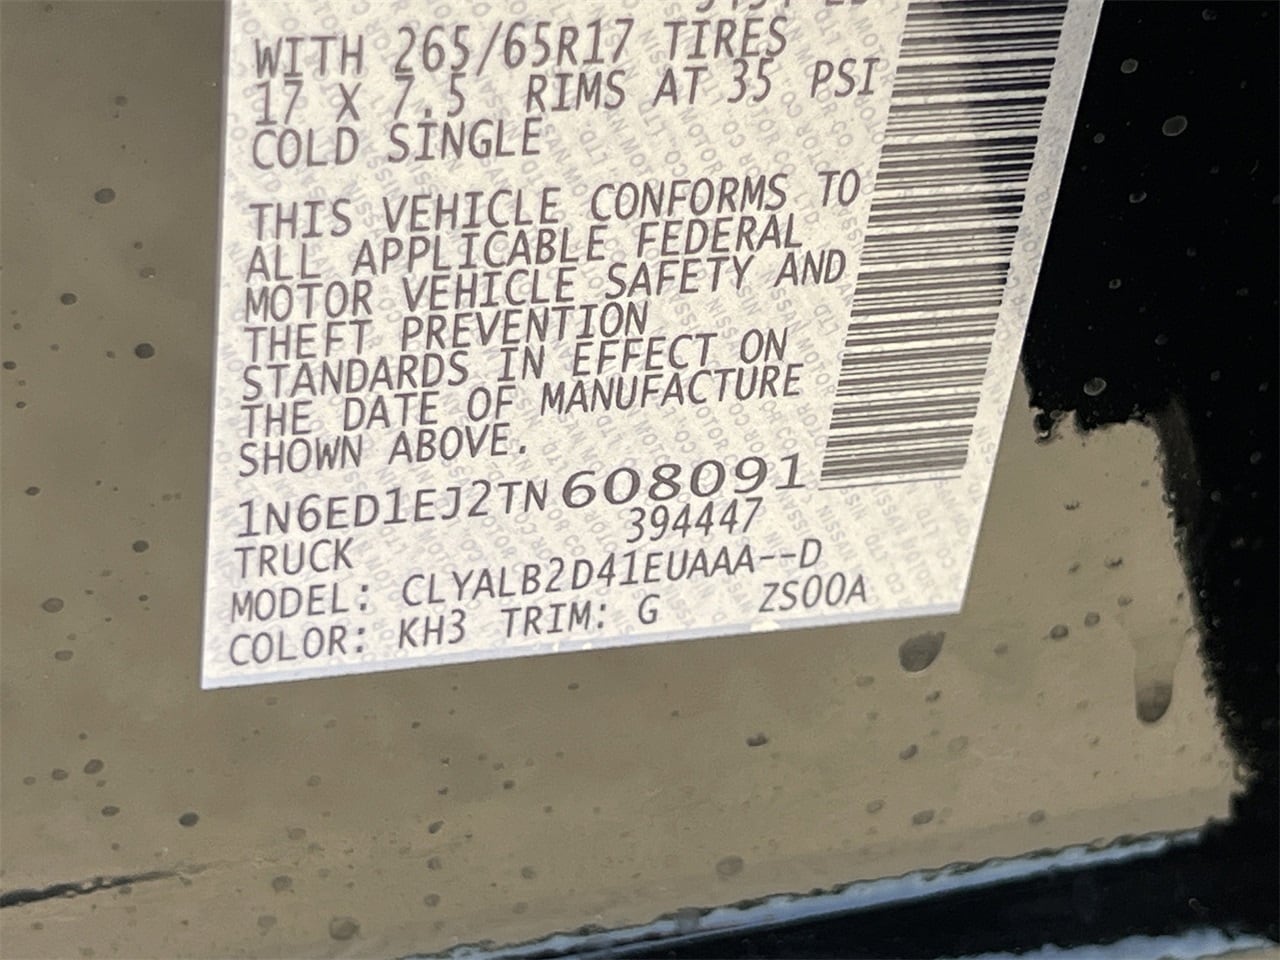 WITH 265/65R17 TIRES
17 X 7.5 RIMS AT 35 PSI
COLD SINGLE
THIS VEHICLE CONFORMS TO
ALL APPLICABLE FEDERAL
MOTOR VEHICLE SAFETY AND
THEFT PREVENTION
STANDARDS IN EFFECT ON
THE DATE OF MANUFACTURE
SHOWN ABOVE.
1N6ED1EJ2TN608091
394447
TRUCK
MODEL: CLYALB2D41EUAAA--D
COLOR: KH3 TRIM: G ZS00A